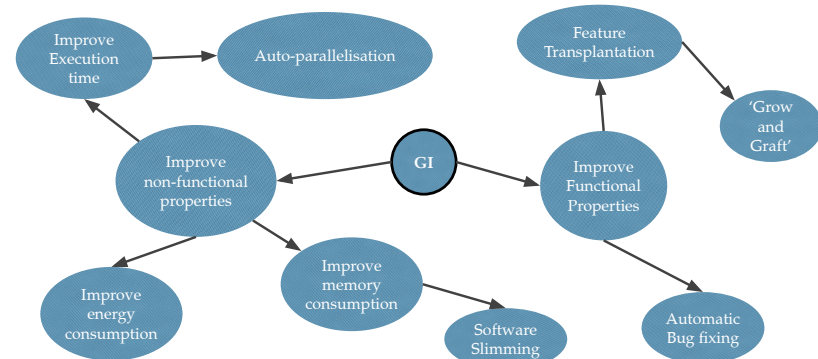 Improve
Execution
time
Auto-parallelisation
Feature
Transplantation
‘Grow
and
Graft’
GI
Improve
non-functional
properties
Improve
Functional
Properties
Improve
energy
consumption
Improve
memory
consumption
Software
Slimming
Automatic
Bug fixing